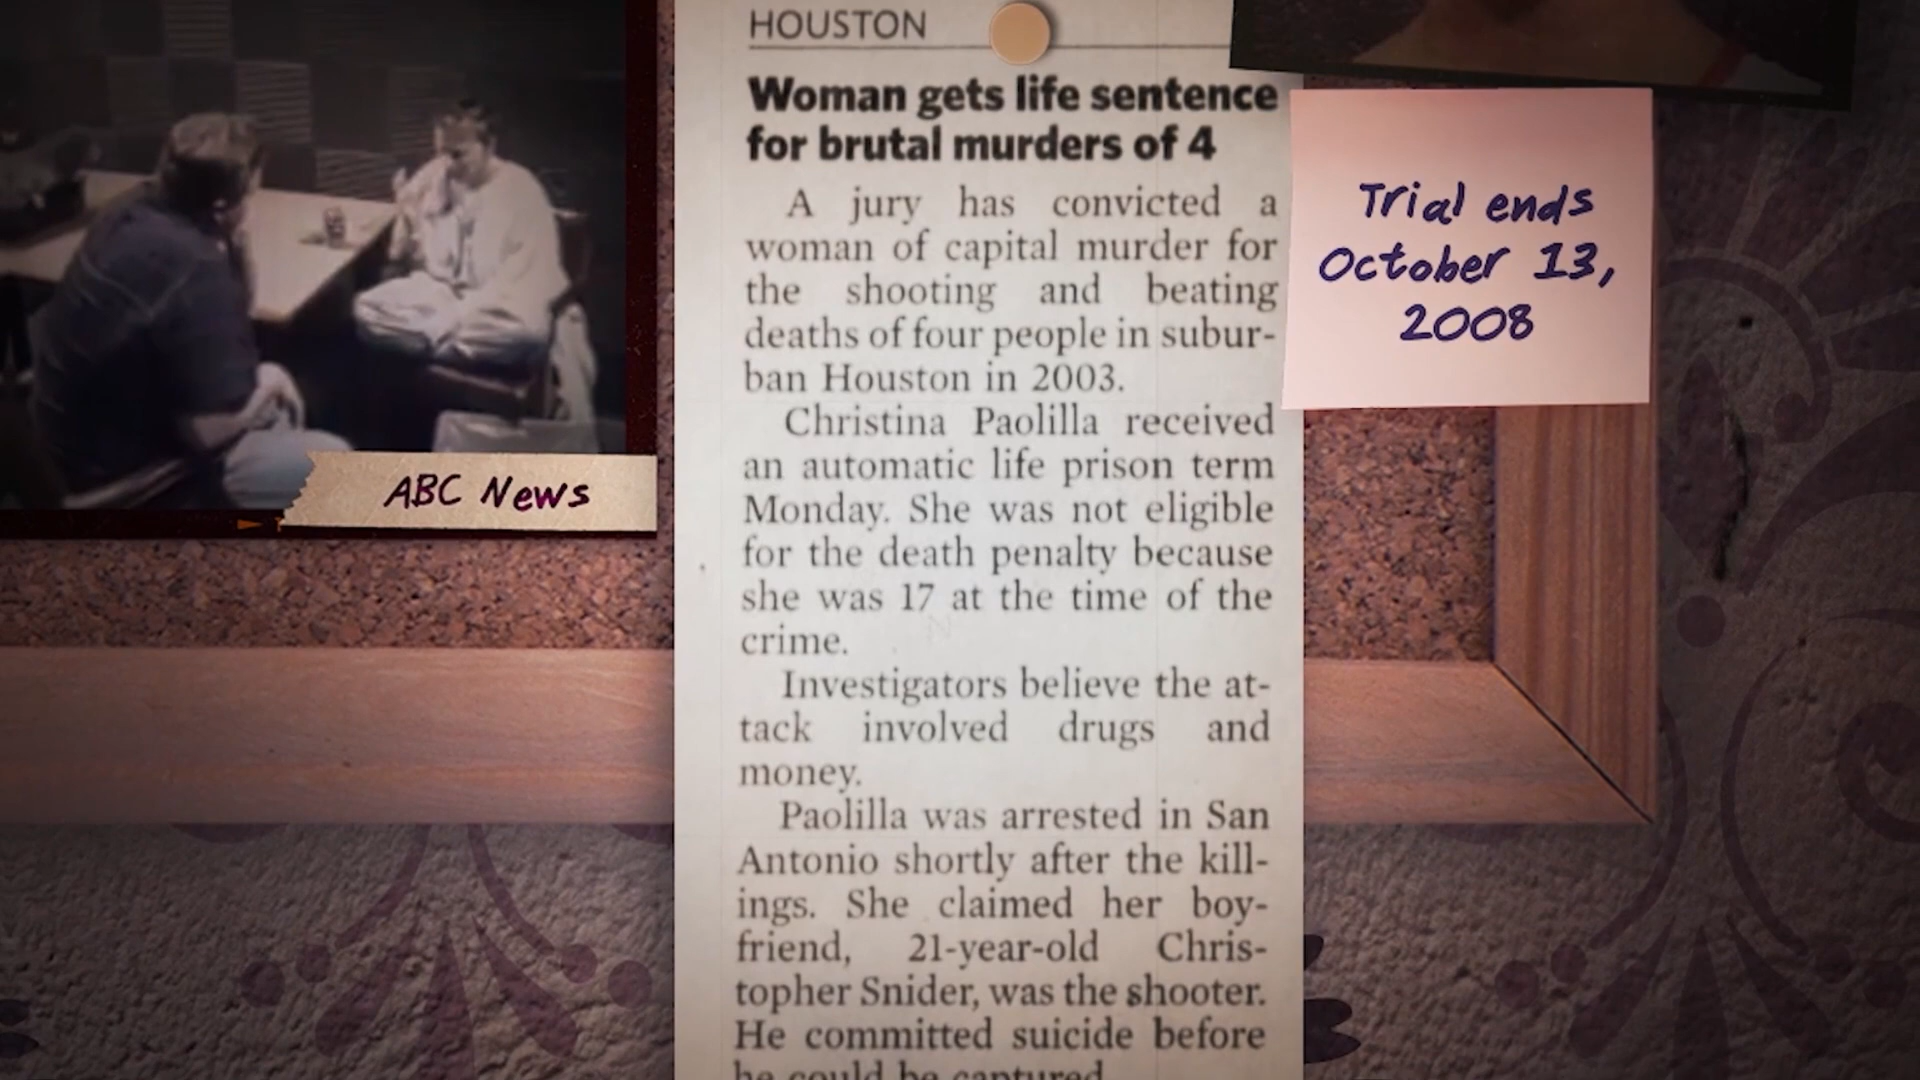 HOUSTON
Woman gets life sentence
for brutal murders of 4
A jury has convicted a
woman of capital murder for
the shooting and beating
deaths of four people in subur-
ban Houston in 2003.
Christina Paolilla received
an automatic life prison term
Monday. She was not eligible
for the death penalty because
she was 17 at the time of the
crime.
Investigators believe the at-
tack involved drugs and
money.
Paolilla was arrested in San
Antonio shortly after the kill-
ings. She claimed her boy-
friend, 21-year-old Chris-
topher Snider, was the shooter.
He committed suicide before
he could be captured.
Trial ends
October 13,
2008
ABC News